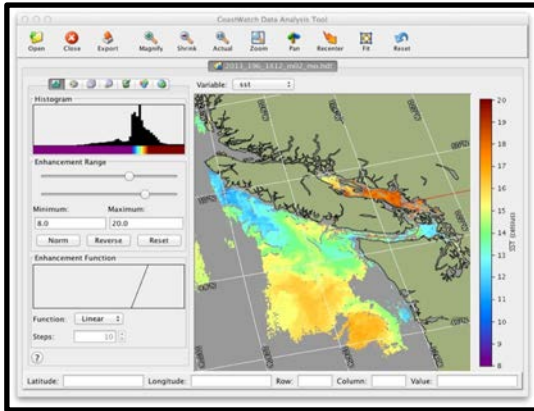 CoastWatch Data Analysis Tool
Open Close Export Magnify Shrink Actual Zoom Pan Recenter Fit Reset
Variable: sst
Histogram
Enhancement Range
Minimum: Maximum:
8.0 20.0
Norm Reverse Reset
Enhancement Function
Function: Linear
Steps: 10
?
20
19
18
17
16
15
14
13
12
11
10
9
8
SST (celsius)
Latitude: Longitude: Row: Column: Value: